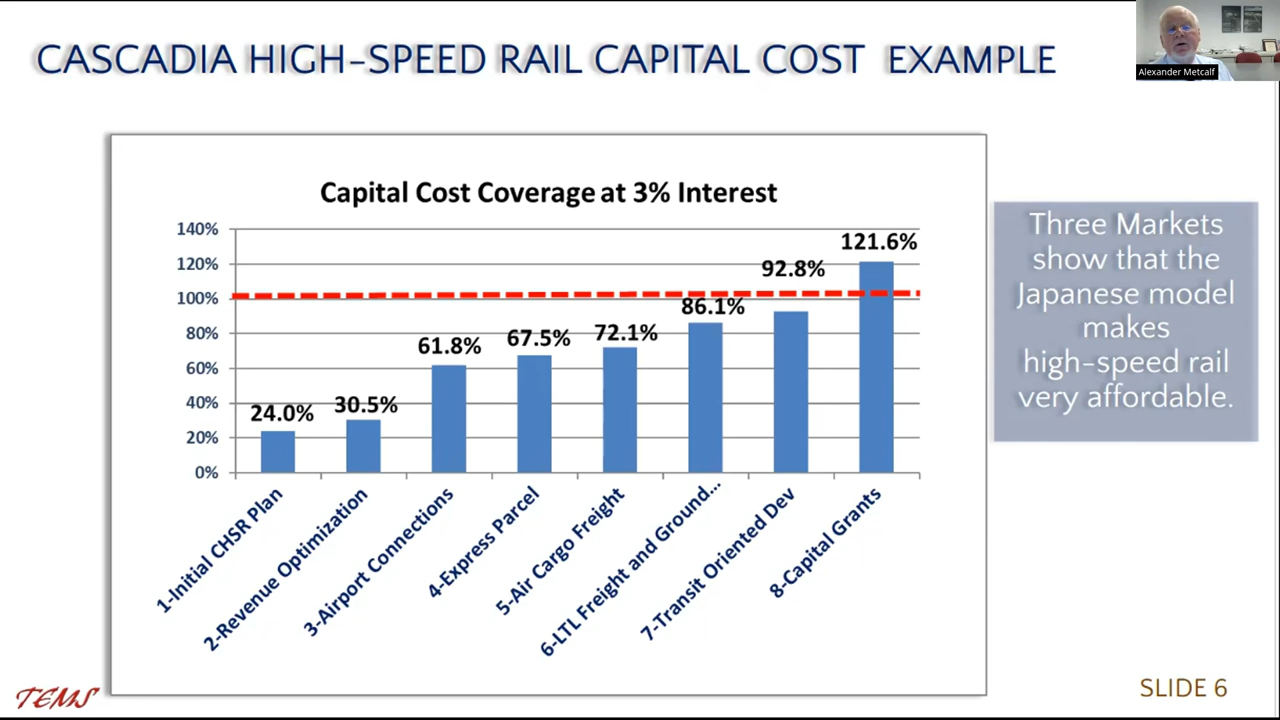 CASCADIA HIGH-SPEED RAIL CAPITAL COST EXAMPLE
Alexander Metcalf
Capital Cost Coverage at 3% Interest
140%
120%
100%
80%
60%
40%
20%
0%
24.0%
30.5%
61.8%
67.5%
72.1%
86.1%
92.8%
121.6%
1-Initial CHSR Plan
2-Revenue Optimization
3-Airport Connections
4-Express Parcel
5-Air Cargo Freight
6-LTL Freight and Ground...
7-Transit Oriented Dev
8-Capital Grants
Three Markets
show that the
Japanese model
makes
high-speed rail
very affordable.
TEMS
SLIDE 6